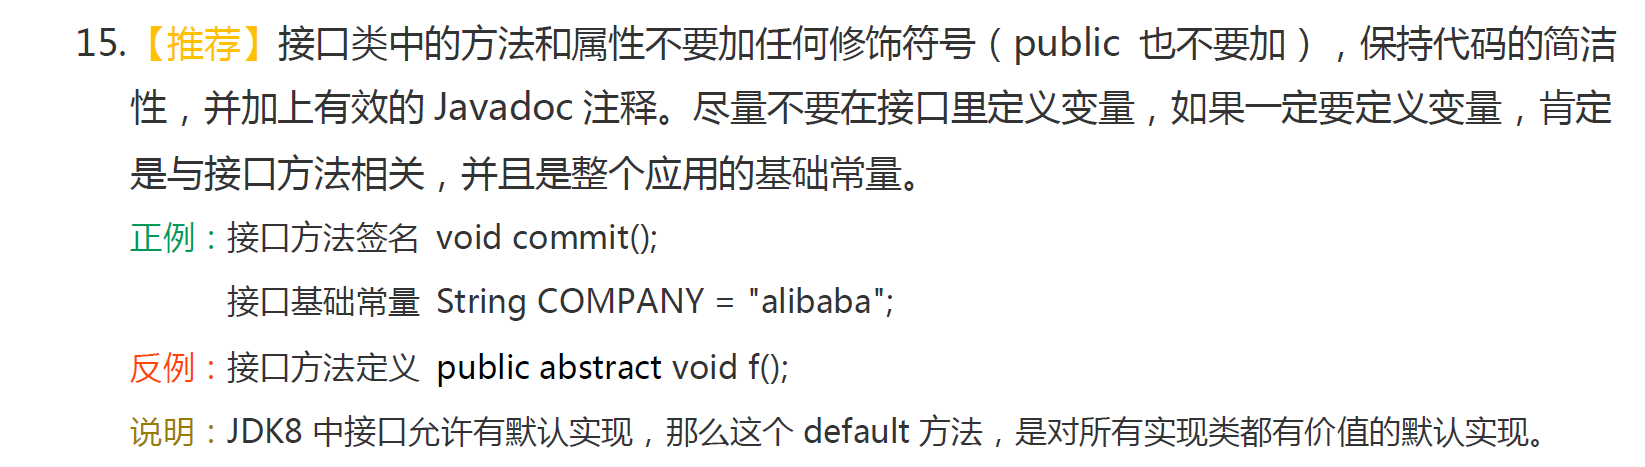 15.【推荐】接口类中的方法和属性不要加任何修饰符号（public 也不要加），保持代码的简洁
性，并加上有效的 Javadoc 注释。尽量不要在接口里定义变量，如果一定要定义变量，肯定
是与接口方法相关，并且是整个应用的基础常量。
正例：接口方法签名 void commit();
接口基础常量 String COMPANY = "alibaba";
反例：接口方法定义 public abstract void f();
说明：JDK8 中接口允许有默认实现，那么这个 default 方法，是对所有实现类都有价值的默认实现。